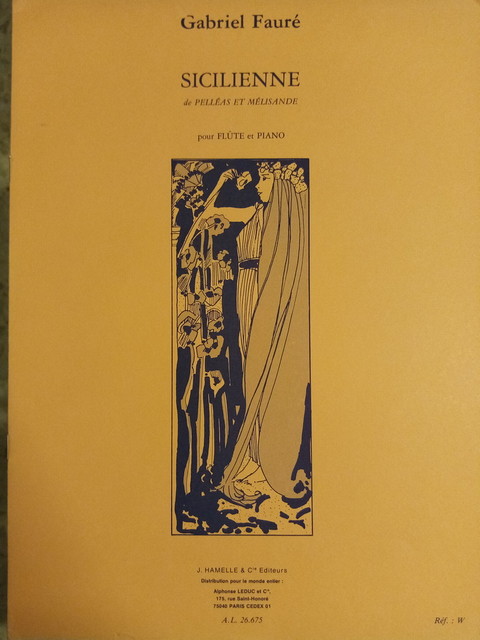 Gabriel Fauré
SICILIENNE
de PELLÉAS ET MÉLISANDE
pour FLÛTE et PIANO
J. HAMELLE & Cie Editeurs
Distribution pour le monde entier :
Alphonse LEDUC et Cie,
175, rue Saint-Honoré
75040 PARIS CEDEX 01
A.L. 26.675
Réf. : W